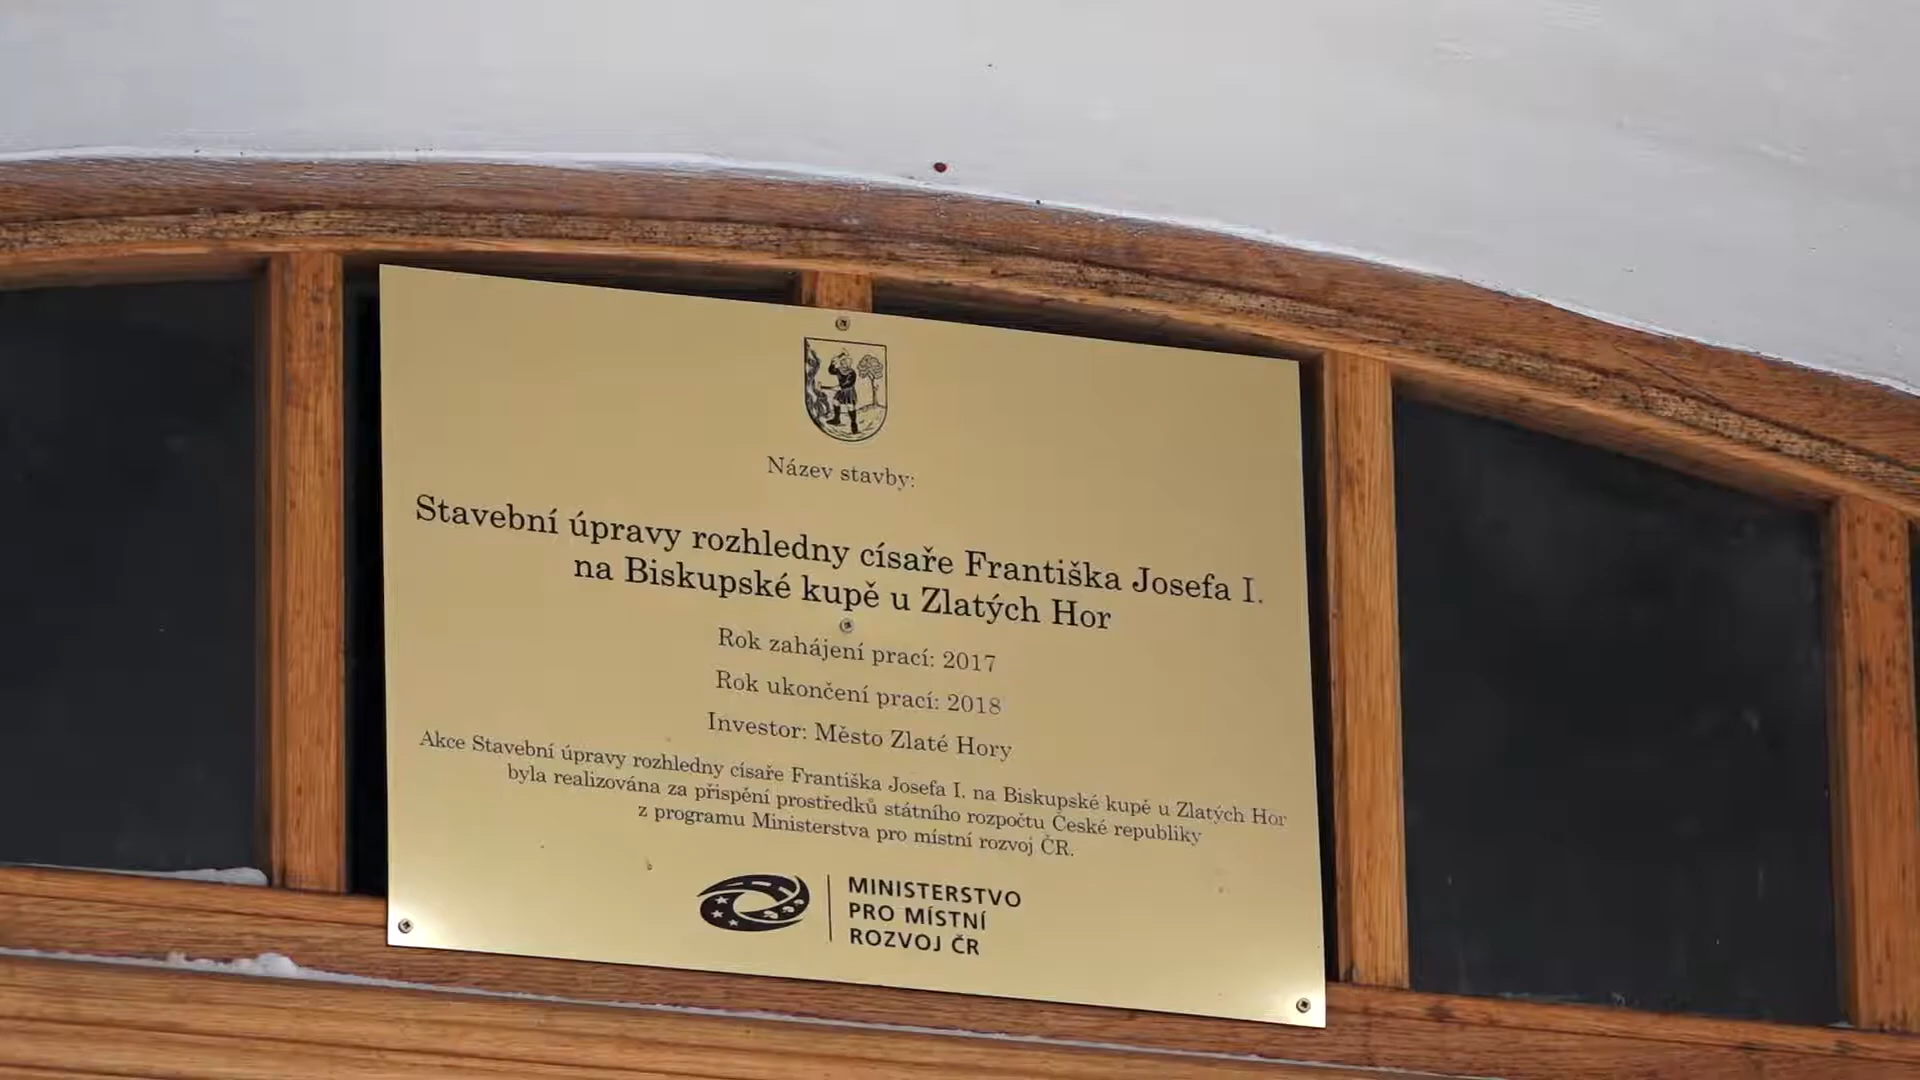 Název stavby:
Stavební úpravy rozhledny císaře Františka Josefa I.
na Biskupské kupě u Zlatých Hor
Rok zahájení prací: 2017
Rok ukončení prací: 2018
Investor: Město Zlaté Hory
Akce Stavební úpravy rozhledny císaře Františka Josefa I. na Biskupské kupě u Zlatých Hor
byla realizována za přispění prostředků státního rozpočtu České republiky
z programu Ministerstva pro místní rozvoj ČR.
MINISTERSTVO
PRO MÍSTNÍ
ROZVOJ ČR